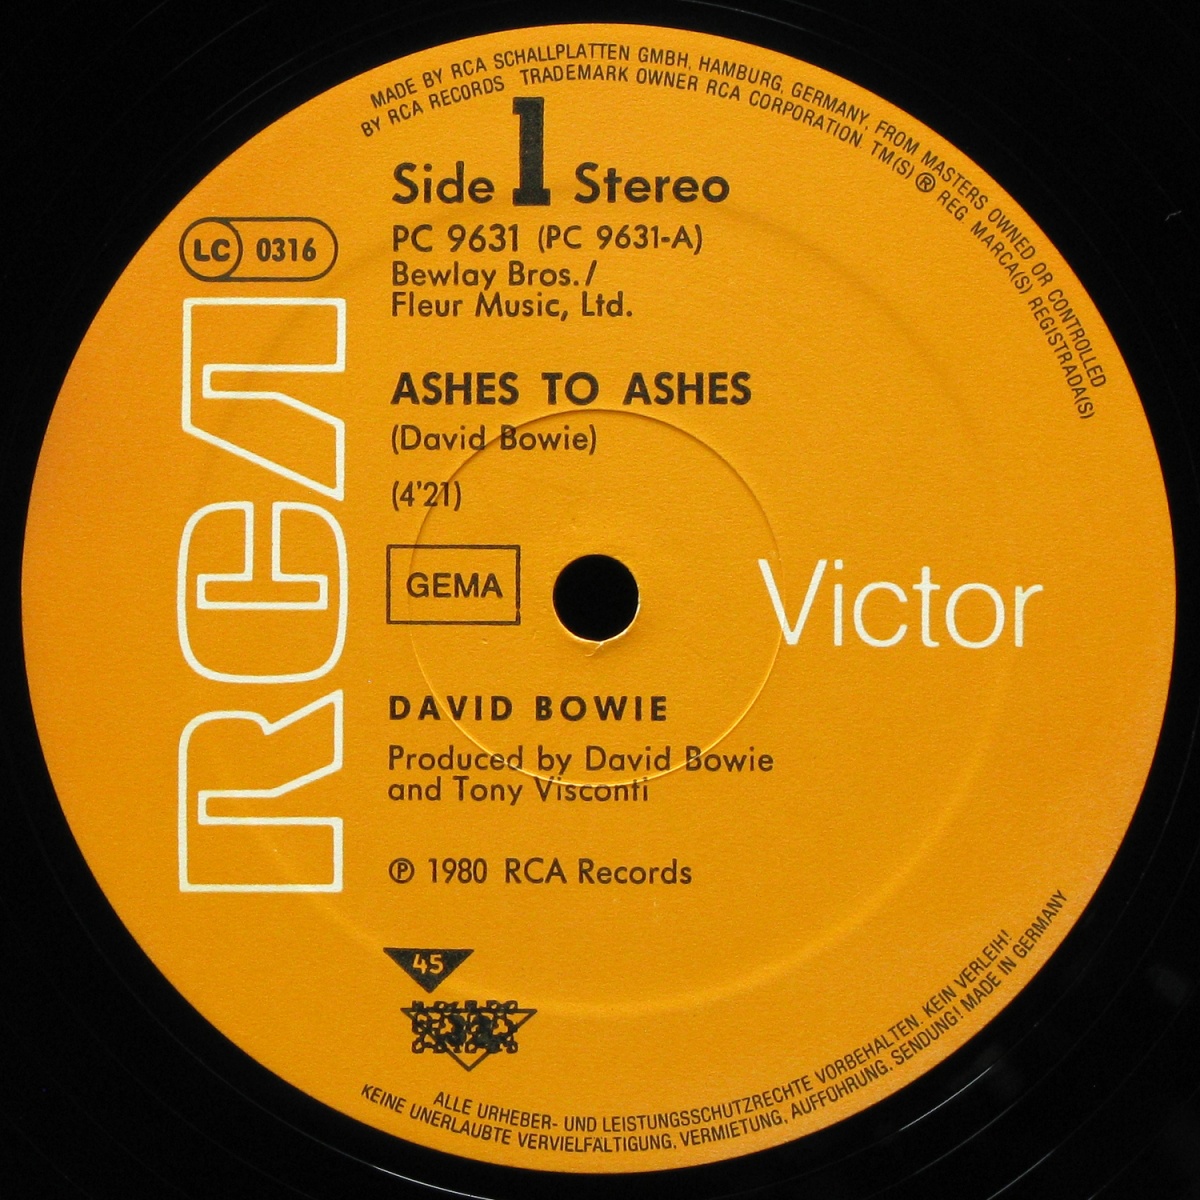 MADE BY RCA SCHALLPLATTEN GMBH, HAMBURG, GERMANY, FROM MASTERS OWNED OR CONTROLLED
BY RCA RECORDS TRADEMARK OWNER RCA CORPORATION. TM(S) ® REG. MARCA(S) REGISTRADA(S)
Side 1 Stereo
LC 0316
PC 9631 (PC 9631-A)
Bewlay Bros./
Fleur Music, Ltd.
RCA
ASHES TO ASHES
(David Bowie)
(4'21)
GEMA
Victor
DAVID BOWIE
Produced by David Bowie
and Tony Visconti
℗ 1980 RCA Records
45
ALLE URHEBER- UND LEISTUNGSSCHUTZRECHTE VORBEHALTEN. KEIN VERLEIH!
KEINE UNERLAUBTE VERVIELFÄLTIGUNG, VERMIETUNG, AUFFÜHRUNG, SENDUNG! MADE IN GERMANY